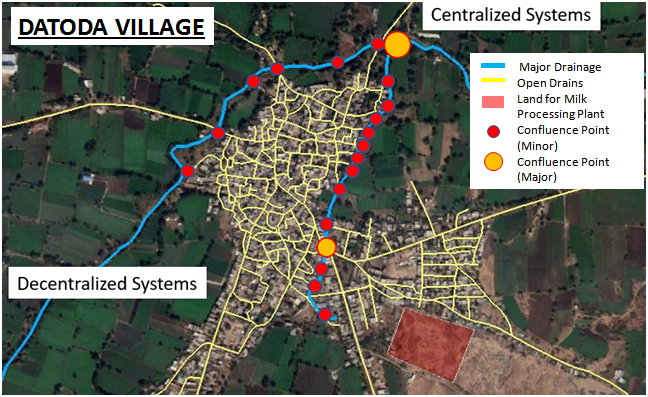 DATODA VILLAGE
Centralized Systems
Major Drainage
Open Drains
Land for Milk
Processing Plant
Confluence Point
(Minor)
Confluence Point
(Major)
Decentralized Systems